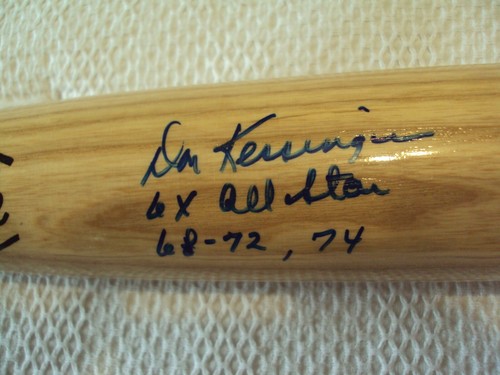 Don Kessinger
6X All Star
68-72, 74